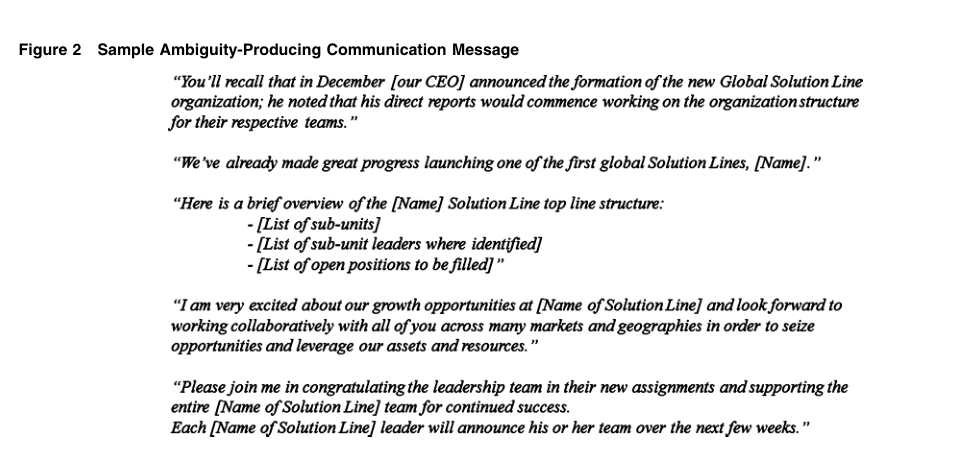 Figure 2 Sample Ambiguity-Producing Communication Message
“You’ll recall that in December [our CEO] announced the formation of the new Global Solution Line
organization; he noted that his direct reports would commence working on the organization structure
for their respective teams.”
“We’ve already made great progress launching one of the first global Solution Lines, [Name].”
“Here is a brief overview of the [Name] Solution Line top line structure:
- [List of sub-units]
- [List of sub-unit leaders where identified]
- [List of open positions to be filled]”
“I am very excited about our growth opportunities at [Name of Solution Line] and look forward to
working collaboratively with all of you across many markets and geographies in order to seize
opportunities and leverage our assets and resources.”
“Please join me in congratulating the leadership team in their new assignments and supporting the
entire [Name of Solution Line] team for continued success.
Each [Name of Solution Line] leader will announce his or her team over the next few weeks.”